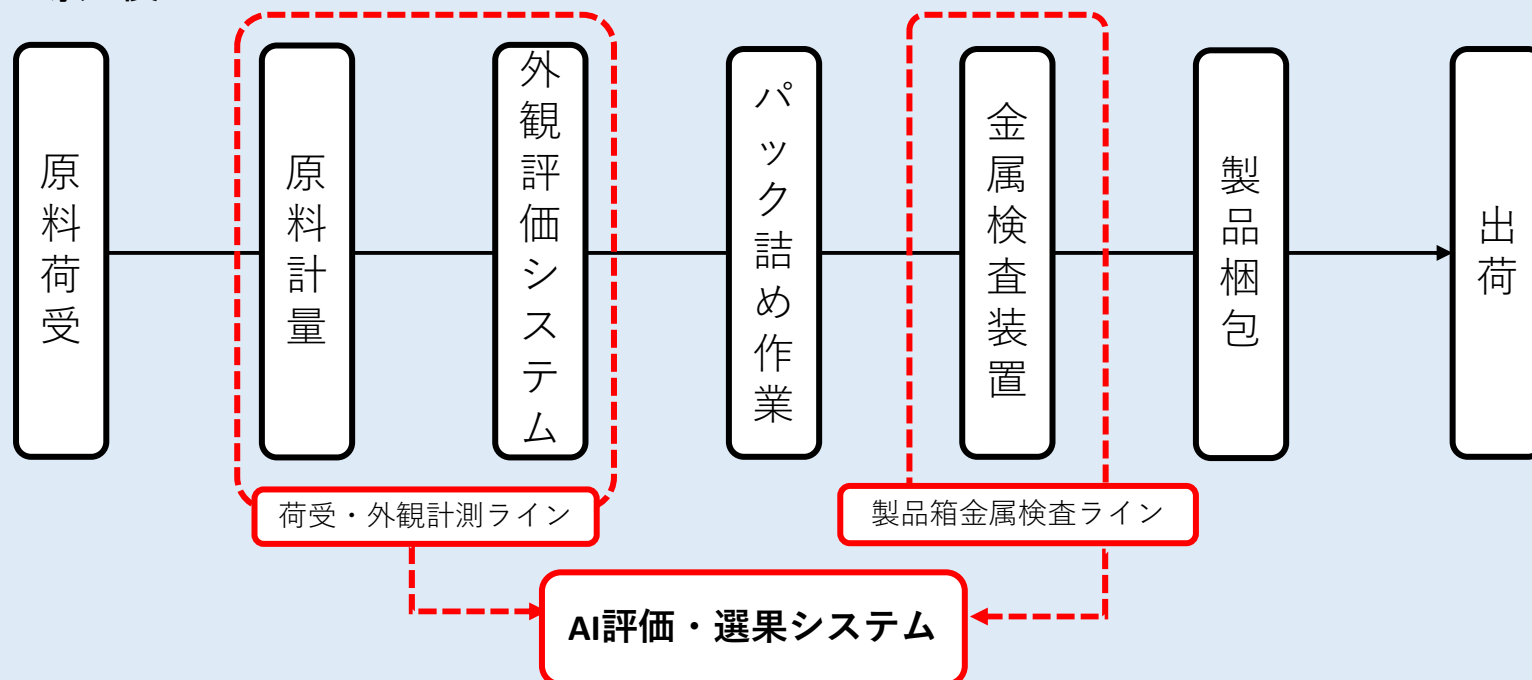 原料荷受
原料計量
外観評価システム
パック詰め作業
金属検査装置
製品梱包
出荷
荷受・外観計測ライン
製品箱金属検査ライン
AI評価・選果システム